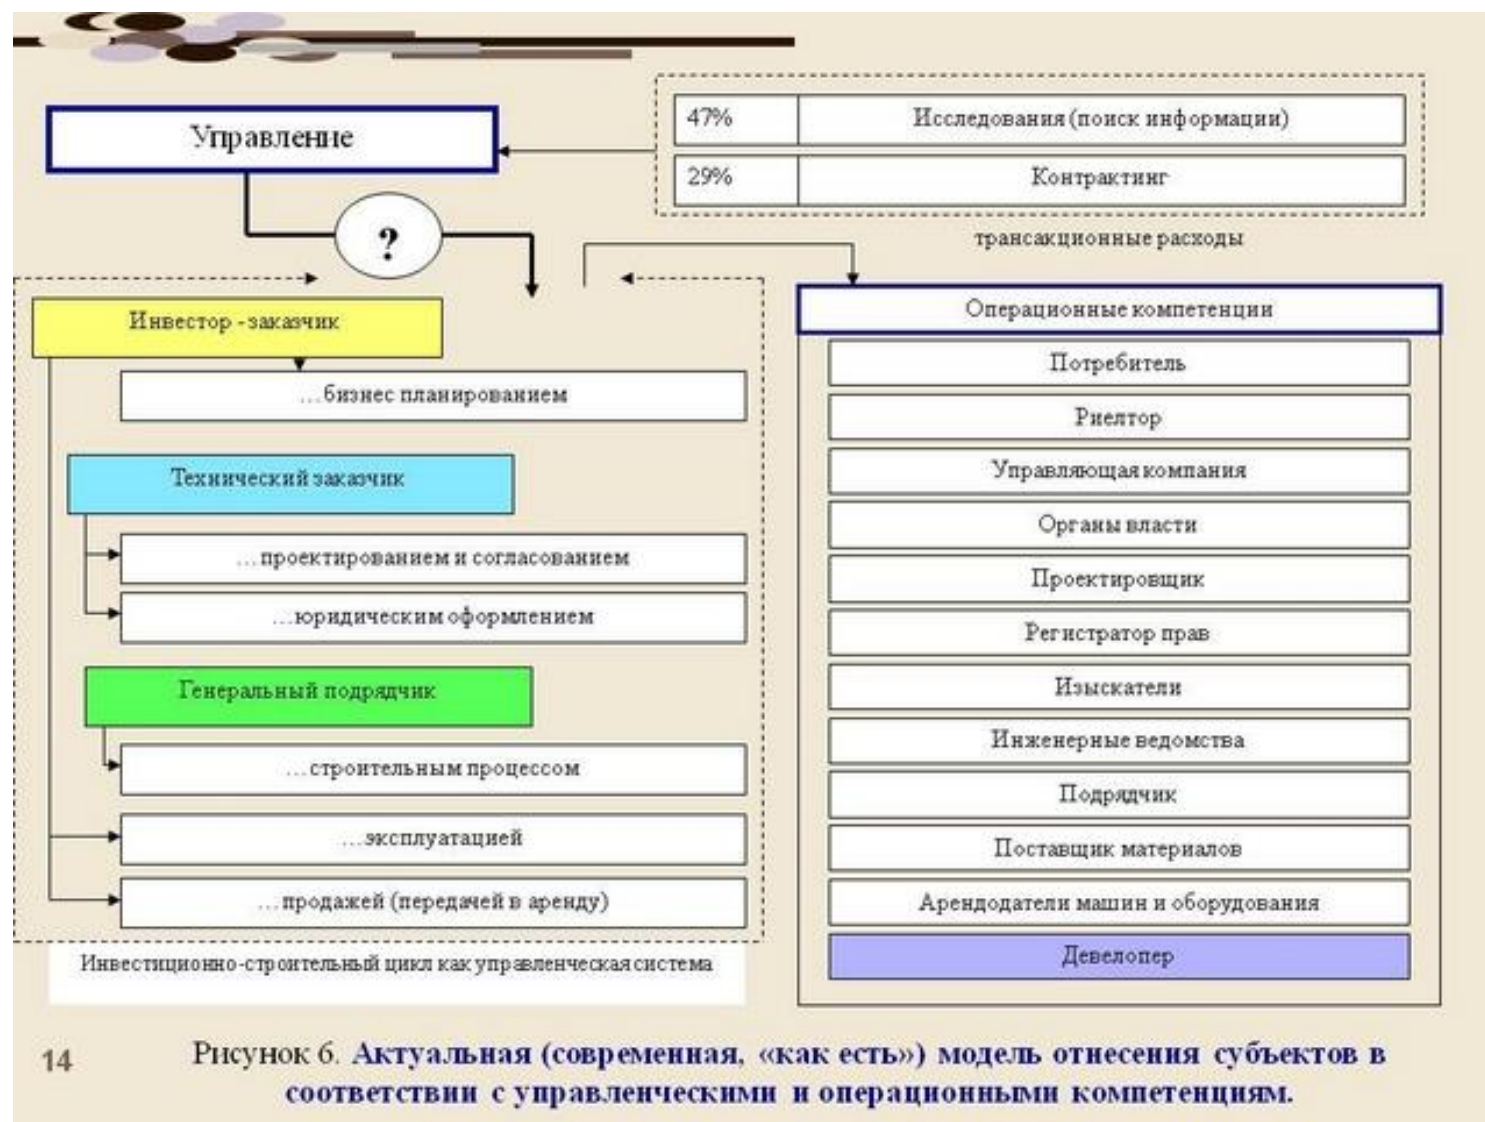 Управление
47%
Исследования (поиск информации)
29%
Контрактинг
трансакционные расходы
?
Инвестор - заказчик
…бизнес планированием
Технический заказчик
…проектированием и согласованием
…юридическим оформлением
Генеральный подрядчик
…строительным процессом
…эксплуатацией
…продажей (передачей в аренду)
Инвестиционно-строительный цикл как управленческая система
Операционные компетенции
Потребитель
Риелтор
Управляющая компания
Органы власти
Проектировщик
Регистратор прав
Изыскатели
Инженерные ведомства
Подрядчик
Поставщик материалов
Арендодатели машин и оборудования
Девелопер
14
Рисунок 6. Актуальная (современная, «как есть») модель отнесения субъектов в
соответствии с управленческими и операционными компетенциям.